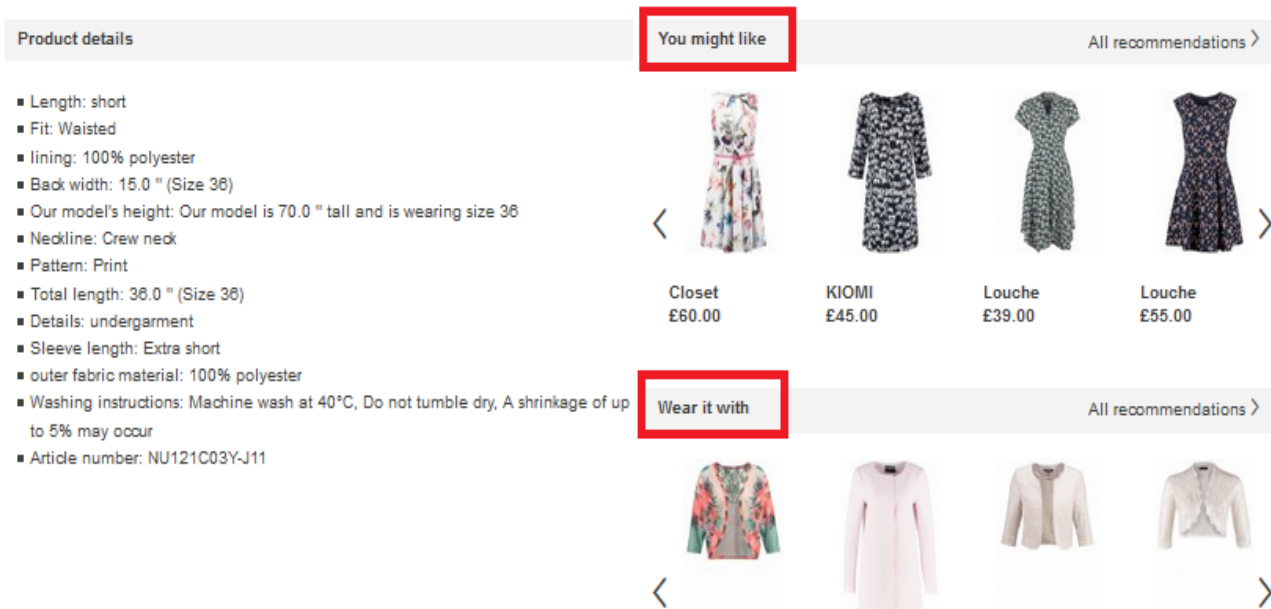 Product details
Length: short
Fit: Waisted
lining: 100% polyester
Back width: 15.0 " (Size 36)
Our model's height: Our model is 70.0 " tall and is wearing size 36
Neckline: Crew neck
Pattern: Print
Total length: 36.0 " (Size 36)
Details: undergarment
Sleeve length: Extra short
outer fabric material: 100% polyester
Washing instructions: Machine wash at 40°C, Do not tumble dry, A shrinkage of up
to 5% may occur
Article number: NU121C03Y-J11
You might like
All recommendations
Closet
£60.00
KIOMI
£45.00
Louche
£39.00
Louche
£55.00
Wear it with
All recommendations